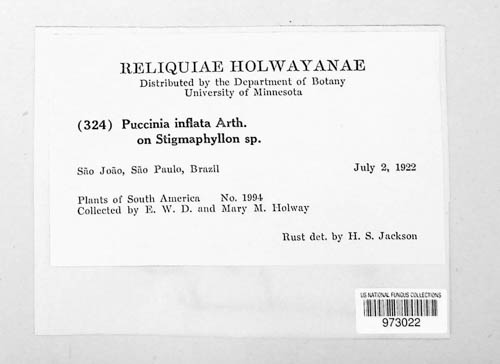 RELIQUIAE HOLWAYANAE
Distributed by the Department of Botany
University of Minnesota
(324) Puccinia inflata Arth.
on Stigmaphyllon sp.
São João, São Paulo, Brazil July 2, 1922
Plants of South America No. 1994
Collected by E. W. D. and Mary M. Holway
Rust det. by H. S. Jackson
US NATIONAL FUNGUS COLLECTIONS
973022